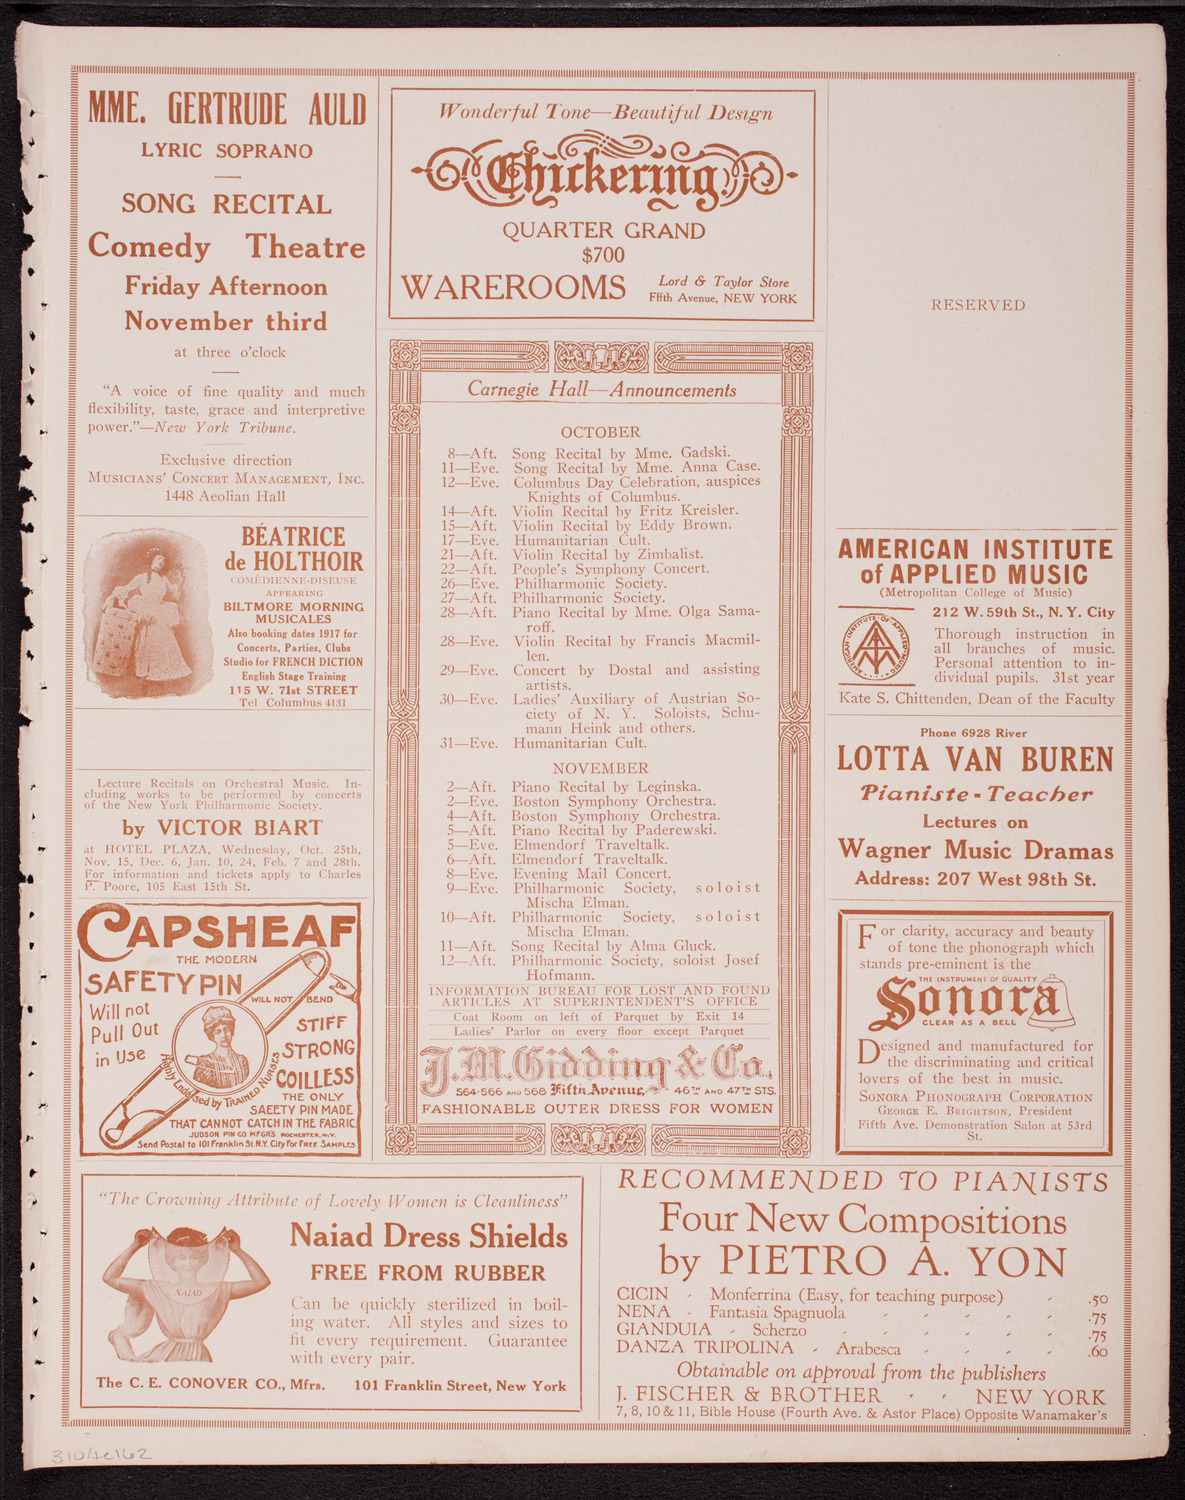 MME. GERTRUDE AULD
LYRIC SOPRANO
SONG RECITAL
Comedy Theatre
Friday Afternoon
November third
at three o'clock
"A voice of fine quality and much
flexibility, taste, grace and interpretive
power."—New York Tribune.
Exclusive direction
MUSICIANS' CONCERT MANAGEMENT, INC.
1448 Aeolian Hall
BÉATRICE
de HOLTHOIR
COMÉDIENNE-DISEUSE
APPEARING
BILTMORE MORNING
MUSICALES
Also booking dates 1917 for
Concerts, Parties, Clubs
Studio for FRENCH DICTION
English Stage Training
115 W. 71st STREET
Tel. Columbus 4131
Lecture Recitals on Orchestral Music. In-
cluding works to be performed by concerts
of the New York Philharmonic Society.
by VICTOR BIART
at HOTEL PLAZA, Wednesday, Oct. 25th,
Nov. 15, Dec. 6, Jan. 10, 24, Feb. 7 and 28th.
For information and tickets apply to Charles
P. Poore, 105 East 15th St.
CAPSHEAF
THE MODERN
SAFETY PIN
WILL NOT BEND
Will not
Pull Out
in Use
STIFF
STRONG
COILLESS
Highly Endorsed by TRAINED NURSES
THE ONLY
SAFETY PIN MADE
THAT CANNOT CATCH IN THE FABRIC.
JUDSON PIN CO. MFGRS ROCHESTER, N.Y.
Send Postal to 101 Franklin St. N.Y. City for FREE SAMPLES
Wonderful Tone—Beautiful Design
Chickering
QUARTER GRAND
$700
WAREROOMS
Lord & Taylor Store
Fifth Avenue, NEW YORK
Carnegie Hall—Announcements
OCTOBER
8—Aft. Song Recital by Mme. Gadski.
11—Eve. Song Recital by Mme. Anna Case.
12—Eve. Columbus Day Celebration, auspices
Knights of Columbus.
14—Aft. Violin Recital by Fritz Kreisler.
15—Aft. Violin Recital by Eddy Brown.
17—Eve. Humanitarian Cult.
21—Aft. Violin Recital by Zimbalist.
22—Aft. People's Symphony Concert.
26—Eve. Philharmonic Society.
27—Aft. Philharmonic Society.
28—Aft. Piano Recital by Mme. Olga Sama-
roff.
28—Eve. Violin Recital by Francis Macmil-
len.
29—Eve. Concert by Dostal and assisting
artists.
30—Eve. Ladies' Auxiliary of Austrian So-
ciety of N. Y. Soloists, Schu-
mann Heink and others.
31—Eve. Humanitarian Cult.
NOVEMBER
2—Aft. Piano Recital by Leginska.
2—Eve. Boston Symphony Orchestra.
4—Aft. Boston Symphony Orchestra.
5—Aft. Piano Recital by Paderewski.
5—Eve. Elmendorf Traveltalk.
6—Aft. Elmendorf Traveltalk.
8—Eve. Evening Mail Concert.
9—Eve. Philharmonic Society, soloist
Mischa Elman.
10—Aft. Philharmonic Society, soloist
Mischa Elman.
11—Aft. Song Recital by Alma Gluck.
12—Aft. Philharmonic Society, soloist Josef
Hofmann.
INFORMATION BUREAU FOR LOST AND FOUND
ARTICLES AT SUPERINTENDENT'S OFFICE
Coat Room on left of Parquet by Exit 14
Ladies' Parlor on every floor except Parquet
J.M. Gidding & Co.
564-566 AND 568 Fifth Avenue, 46TH AND 47TH STS.
FASHIONABLE OUTER DRESS FOR WOMEN
RESERVED
AMERICAN INSTITUTE
of APPLIED MUSIC
(Metropolitan College of Music)
212 W. 59th St., N. Y. City
AMERICAN INSTITUTE OF APPLIED MUSIC
Thorough instruction in
all branches of music.
Personal attention to in-
dividual pupils. 31st year
Kate S. Chittenden, Dean of the Faculty
Phone 6928 River
LOTTA VAN BUREN
Pianiste - Teacher
Lectures on
Wagner Music Dramas
Address: 207 West 98th St.
For clarity, accuracy and beauty
of tone the phonograph which
stands pre-eminent is the
THE INSTRUMENT OF QUALITY
Sonora
CLEAR AS A BELL
Designed and manufactured for
the discriminating and critical
lovers of the best in music.
SONORA PHONOGRAPH CORPORATION
GEORGE E. BRIGHTSON, President
Fifth Ave. Demonstration Salon at 53rd
St.
"The Crowning Attribute of Lovely Women is Cleanliness"
NAIAD
Naiad Dress Shields
FREE FROM RUBBER
Can be quickly sterilized in boil-
ing water. All styles and sizes to
fit every requirement. Guarantee
with every pair.
The C. E. CONOVER CO., Mfrs. 101 Franklin Street, New York
RECOMMENDED TO PIANISTS
Four New Compositions
by PIETRO A. YON
CICIN - Monferrina (Easy, for teaching purpose) - .50
NENA - Fantasia Spagnuola - - - - .75
GIANDUIA - Scherzo - - - - - .75
DANZA TRIPOLINA - Arabesca - - - - .60
Obtainable on approval from the publishers
J. FISCHER & BROTHER - - NEW YORK
7, 8, 10 & 11, Bible House (Fourth Ave. & Astor Place) Opposite Wanamaker's
3104c162